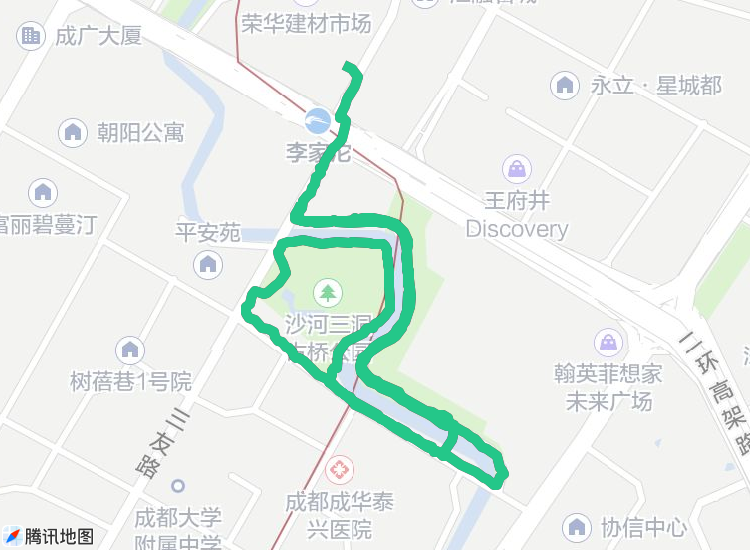 荣华建材市场
成广大厦
永立·星城都
朝阳公寓
李家沱
王府井
Discovery
富丽碧蔓汀
平安苑
沙河三洞
古桥公园
翰英菲想家
未来广场
二环高架路
树蓓巷1号院
三友路
成都成华泰
兴医院
成都大学
附属中学
协信中心
腾讯地图